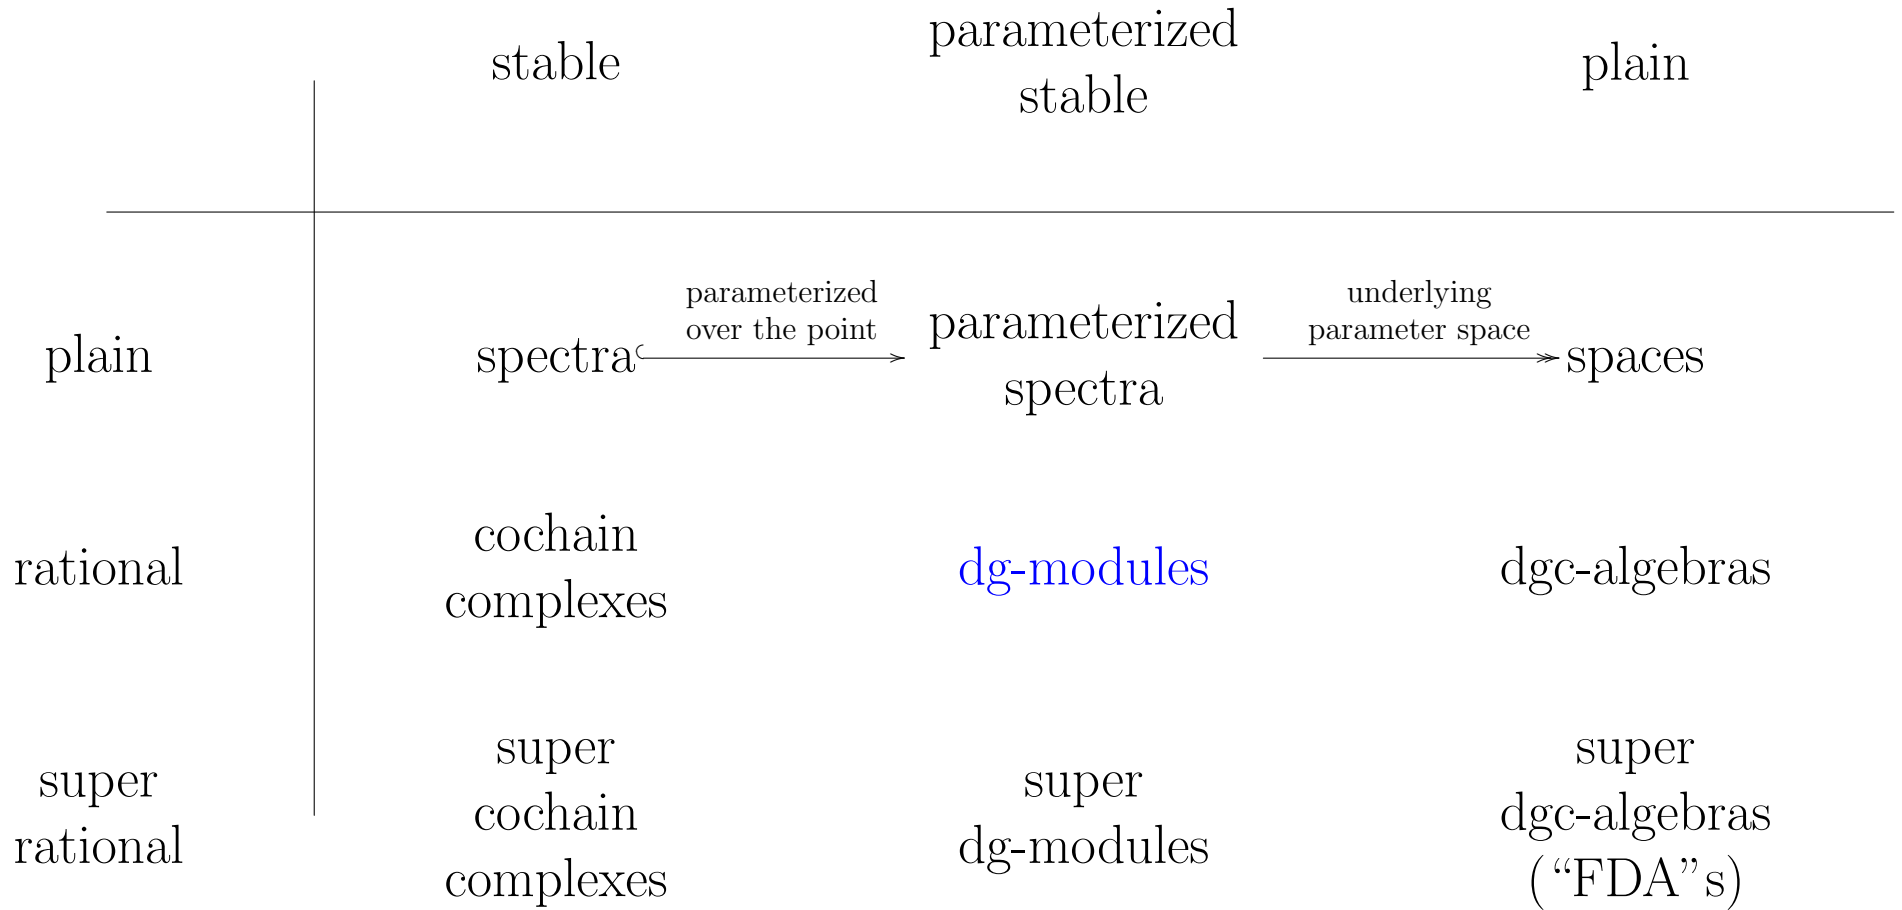 stable
parameterized
stable
plain
plain
spectra
parameterized
over the point
parameterized
spectra
underlying
parameter space
spaces
rational
cochain
complexes
dg-modules
dgc-algebras
super
rational
super
cochain
complexes
super
dg-modules
super
dgc-algebras
(“FDA”s)